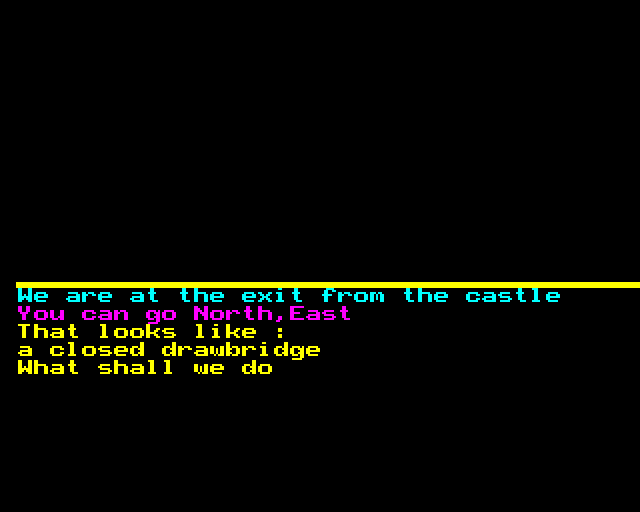 We are at the exit from the castle
You can go North,East
That looks like :
a closed drawbridge
What shall we do